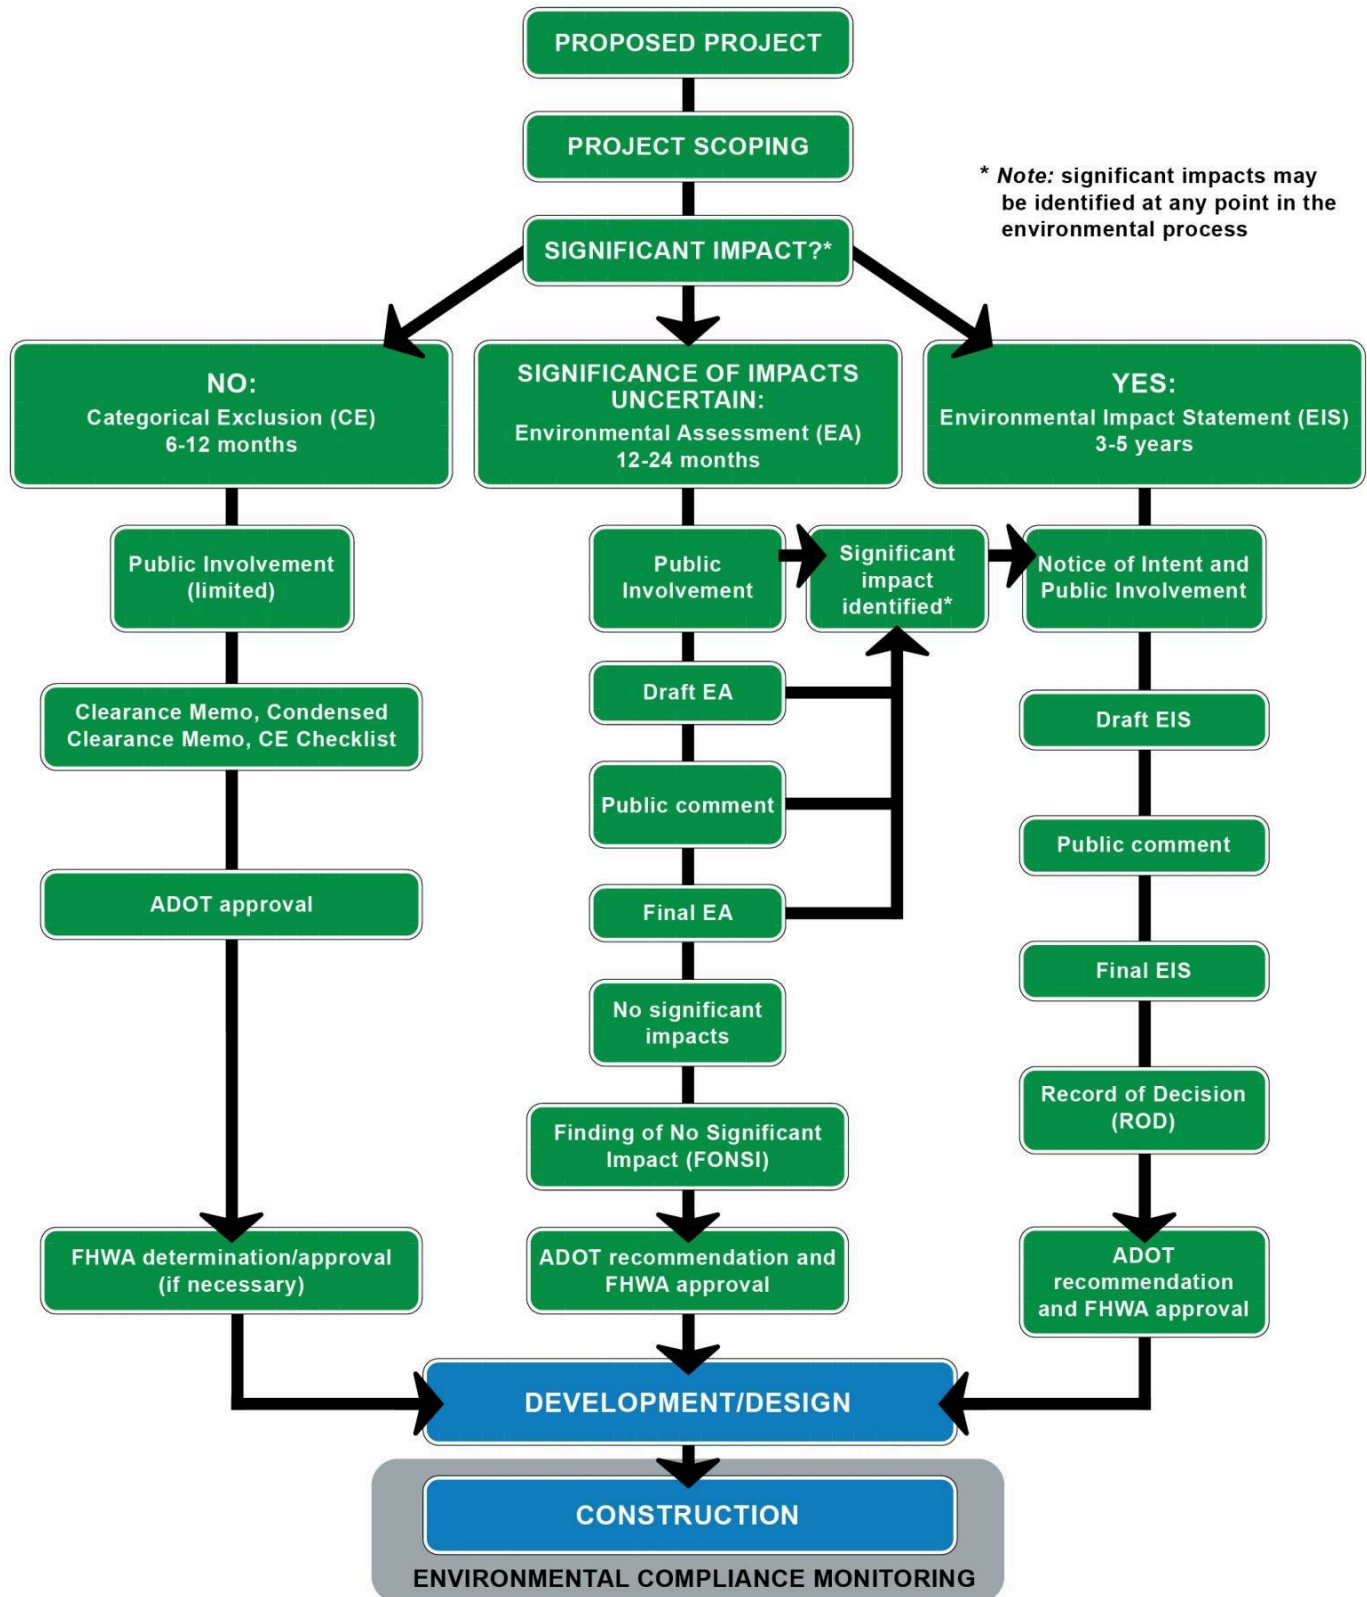 PROPOSED PROJECT
PROJECT SCOPING
* Note: significant impacts may
be identified at any point in the
environmental process
SIGNIFICANT IMPACT?*
NO:
Categorical Exclusion (CE)
6-12 months
SIGNIFICANCE OF IMPACTS
UNCERTAIN:
Environmental Assessment (EA)
12-24 months
YES:
Environmental Impact Statement (EIS)
3-5 years
Public Involvement
(limited)
Clearance Memo, Condensed
Clearance Memo, CE Checklist
ADOT approval
FHWA determination/approval
(if necessary)
Public
Involvement
Significant
impact
identified*
Draft EA
Public comment
Final EA
No significant
impacts
Finding of No Significant
Impact (FONSI)
ADOT recommendation and
FHWA approval
Notice of Intent and
Public Involvement
Draft EIS
Public comment
Final EIS
Record of Decision
(ROD)
ADOT
recommendation
and FHWA approval
DEVELOPMENT/DESIGN
CONSTRUCTION
ENVIRONMENTAL COMPLIANCE MONITORING